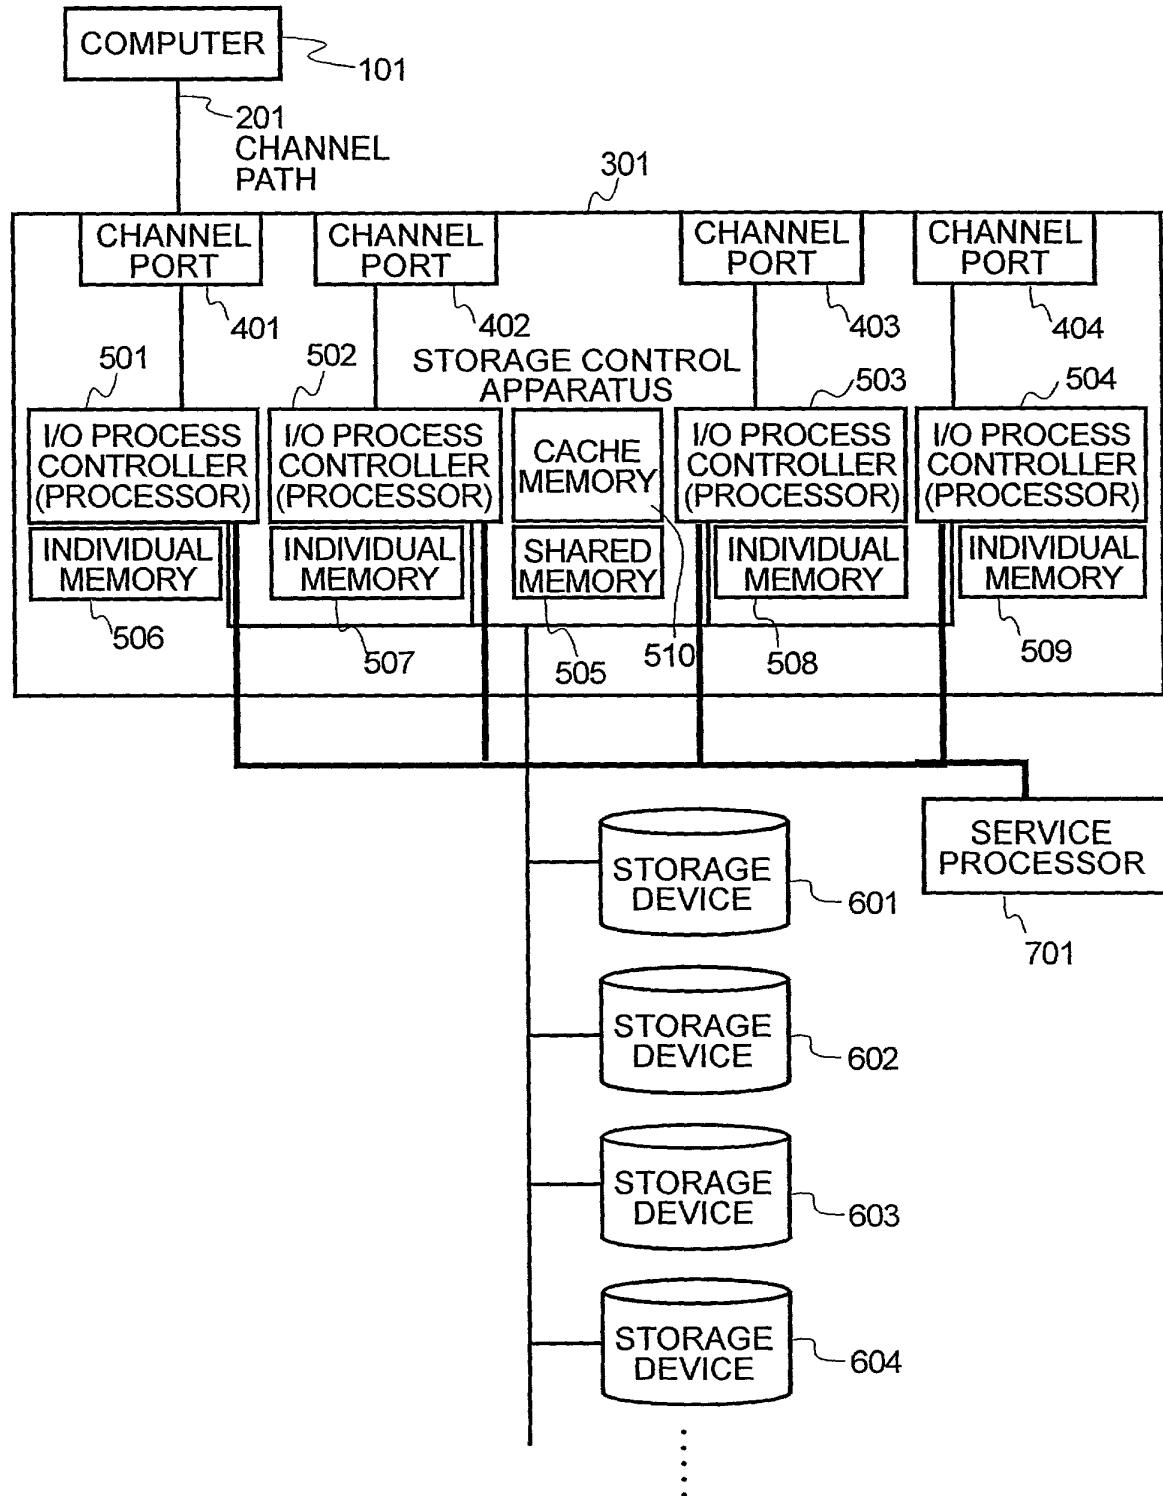 COMPUTER
101
201
CHANNEL
PATH
301
CHANNEL
PORT
401
CHANNEL
PORT
402
CHANNEL
PORT
403
CHANNEL
PORT
404
STORAGE CONTROL
APPARATUS
501
I/O PROCESS
CONTROLLER
(PROCESSOR)
502
I/O PROCESS
CONTROLLER
(PROCESSOR)
CACHE
MEMORY
503
I/O PROCESS
CONTROLLER
(PROCESSOR)
504
I/O PROCESS
CONTROLLER
(PROCESSOR)
INDIVIDUAL
MEMORY
506
INDIVIDUAL
MEMORY
507
SHARED
MEMORY
505
510
INDIVIDUAL
MEMORY
508
INDIVIDUAL
MEMORY
509
SERVICE
PROCESSOR
701
STORAGE
DEVICE
601
STORAGE
DEVICE
602
STORAGE
DEVICE
603
STORAGE
DEVICE
604